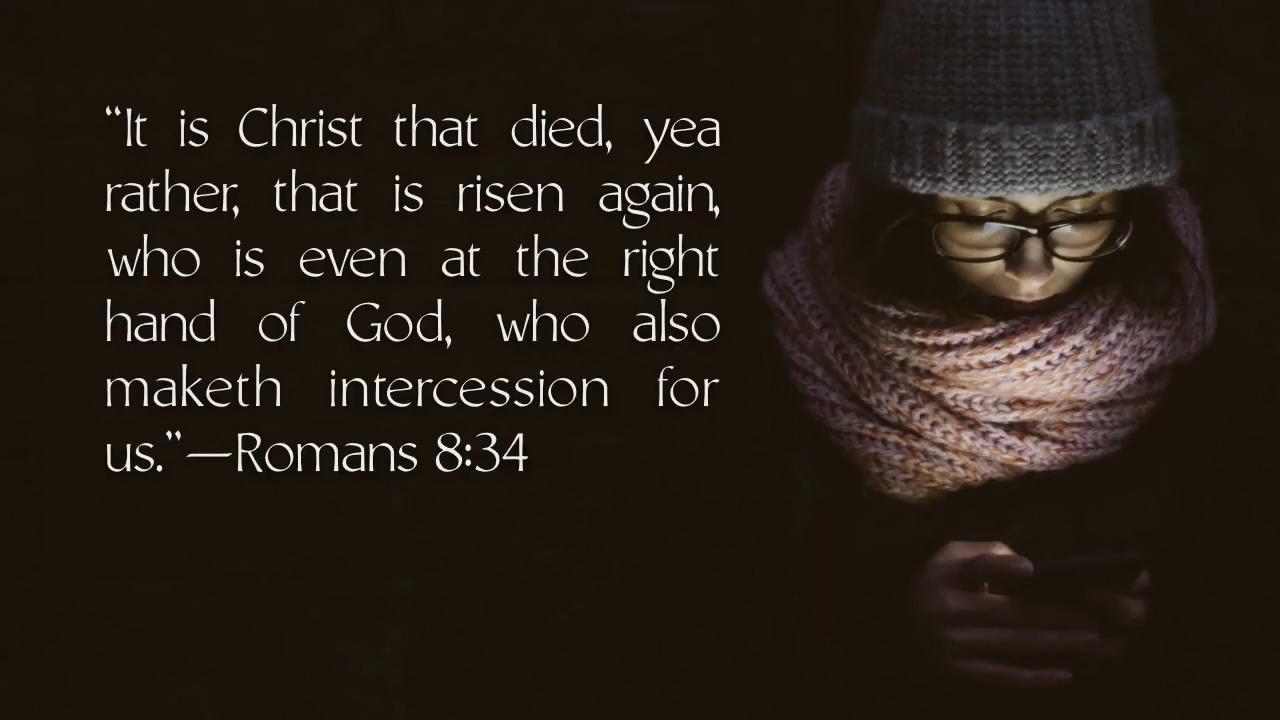 “It is Christ that died, yea
rather, that is risen again,
who is even at the right
hand of God, who also
maketh intercession for
us.”—Romans 8:34